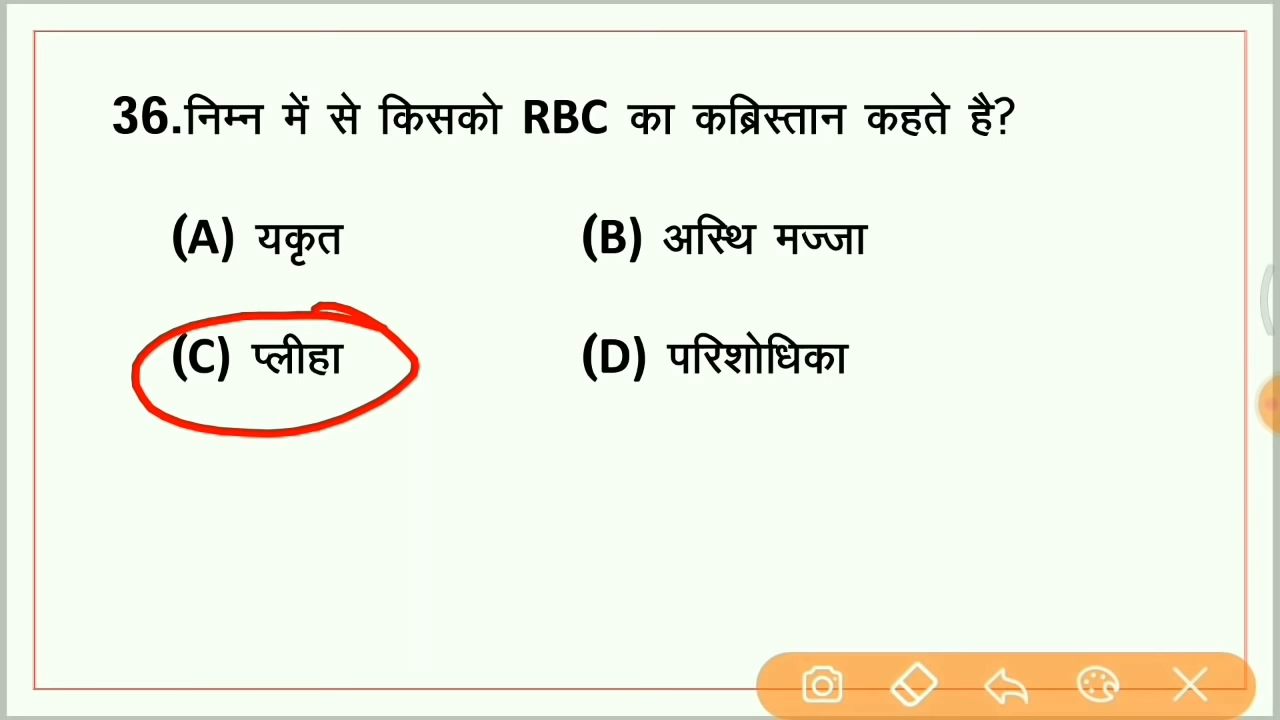 36.निम्न में से किसको RBC का कब्रिस्तान कहते है?
(A) यकृत (B) अस्थि मज्जा
(C) प्लीहा (D) परिशोधिका